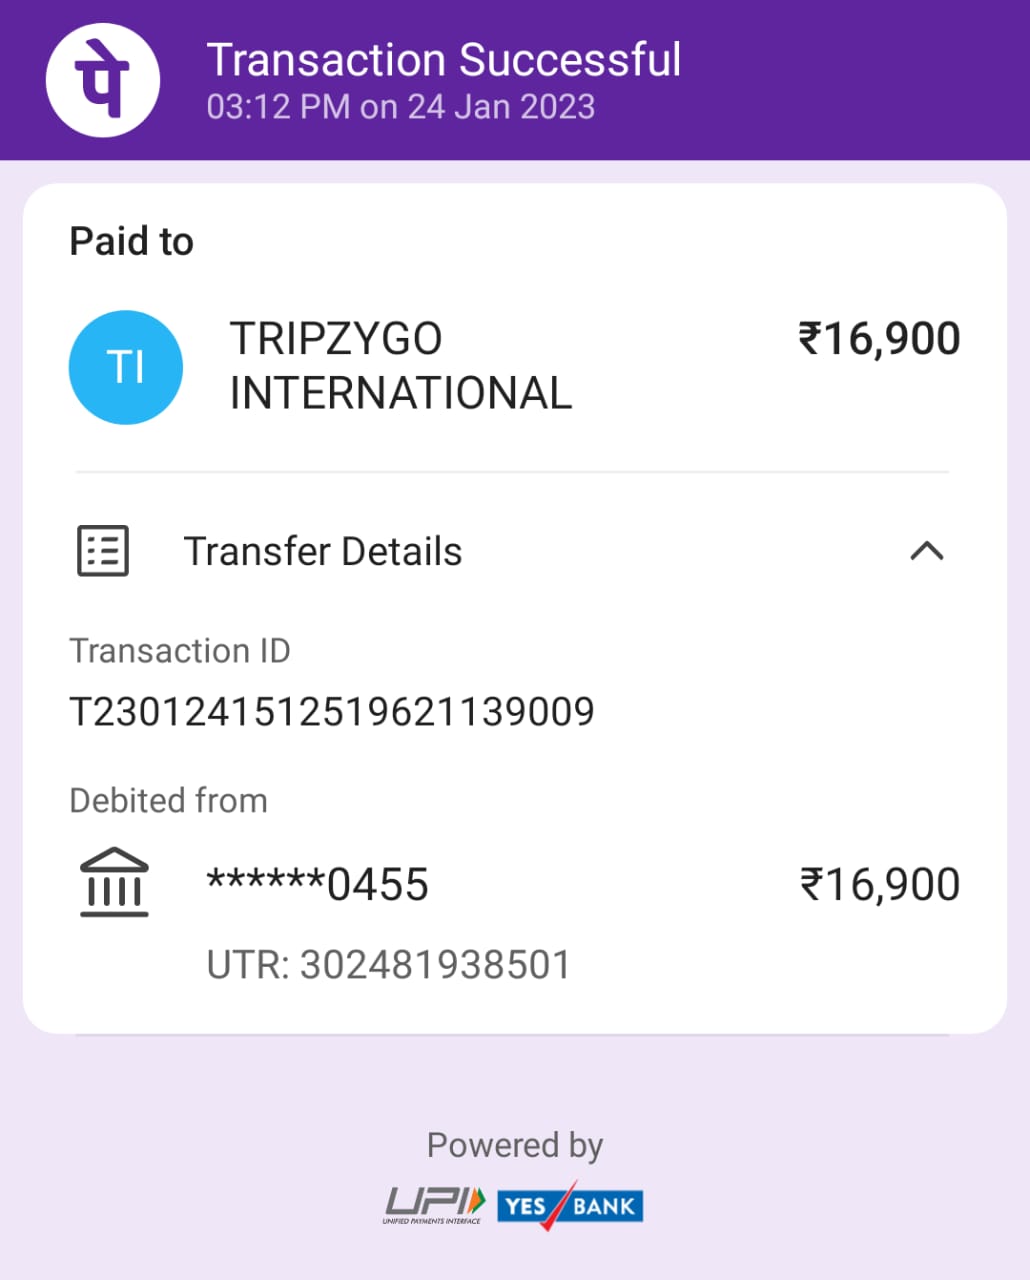 पे
Transaction Successful
03:12 PM on 24 Jan 2023
Paid to
TI
TRIPZYGO
INTERNATIONAL
₹16,900
Transfer Details
Transaction ID
T2301241512519621139009
Debited from
******0455
₹16,900
UTR: 302481938501
Powered by
UPI
UNIFIED PAYMENTS INTERFACE
YES BANK